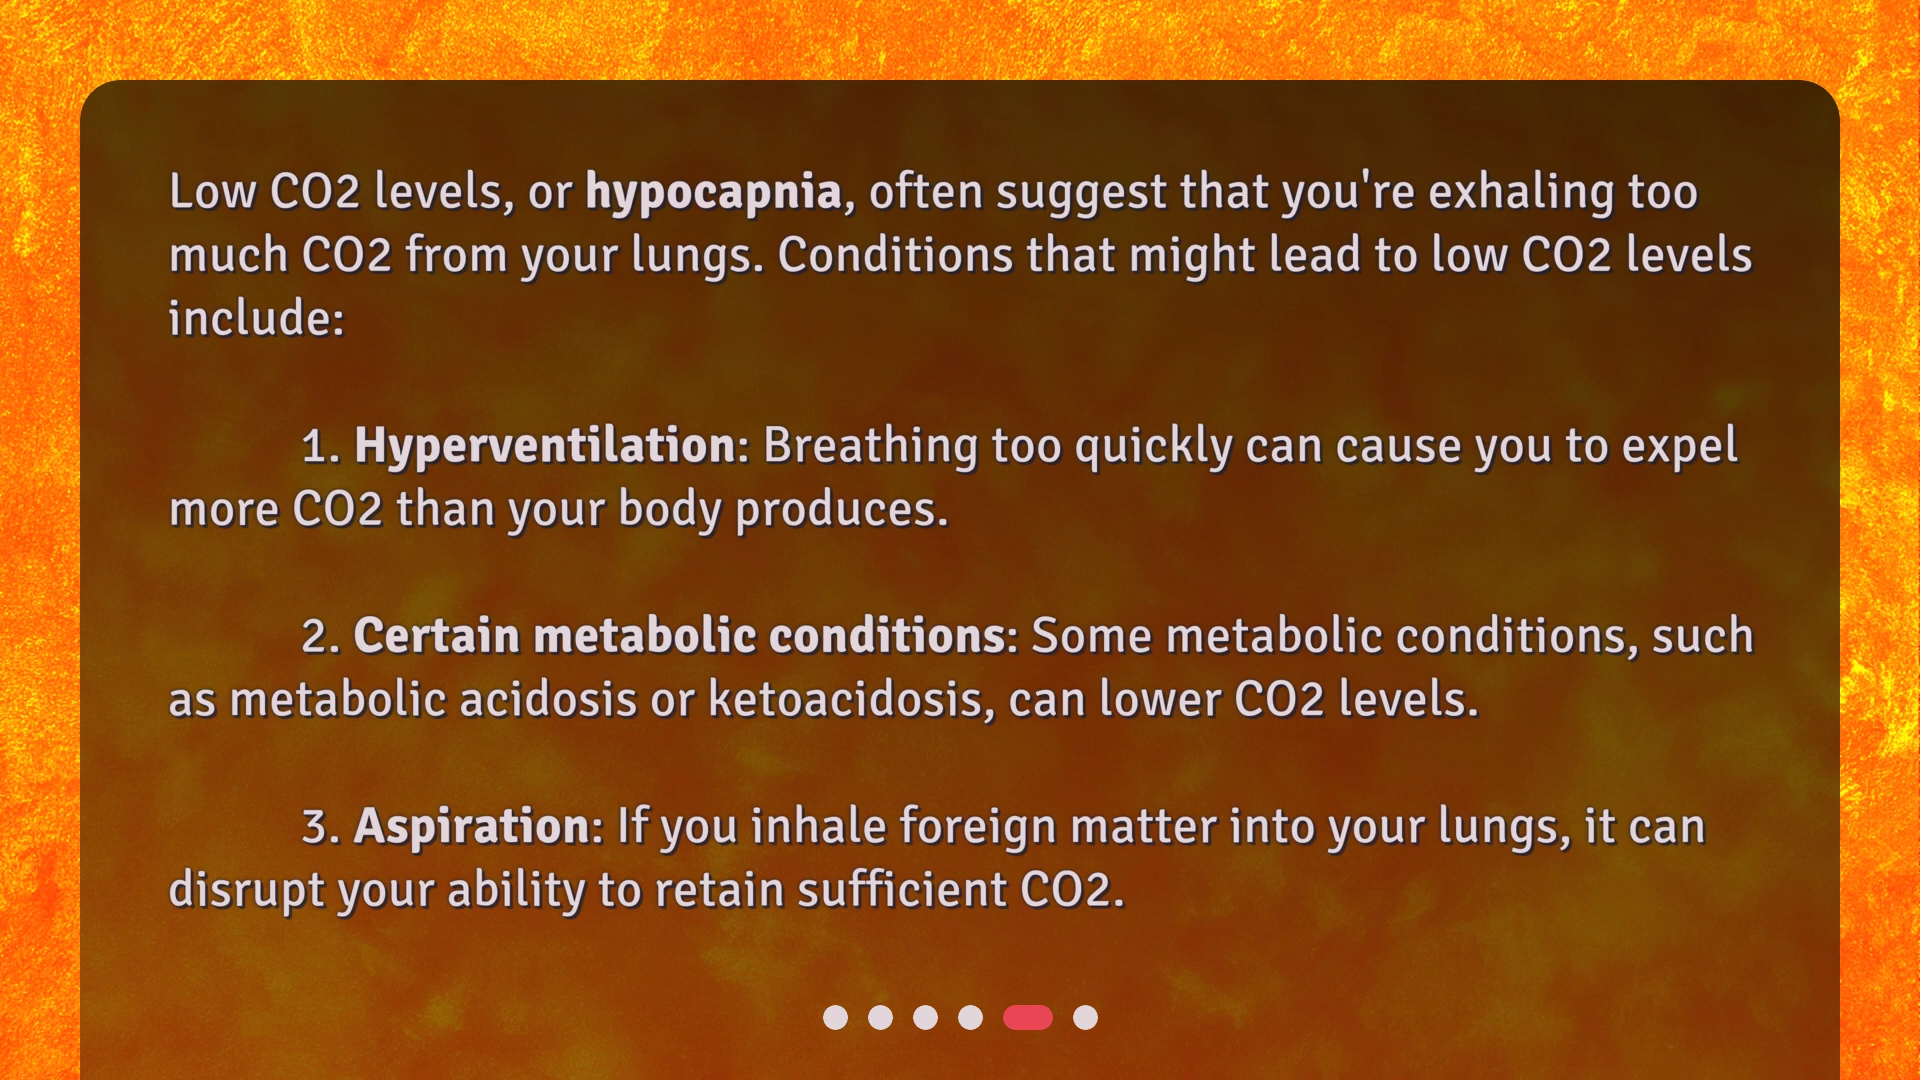 Low CO2 levels, or hypocapnia, often suggest that you're exhaling too
much CO2 from your lungs. Conditions that might lead to low CO2 levels
include:
1. Hyperventilation: Breathing too quickly can cause you to expel
more CO2 than your body produces.
2. Certain metabolic conditions: Some metabolic conditions, such
as metabolic acidosis or ketoacidosis, can lower CO2 levels.
3. Aspiration: If you inhale foreign matter into your lungs, it can
disrupt your ability to retain sufficient CO2.